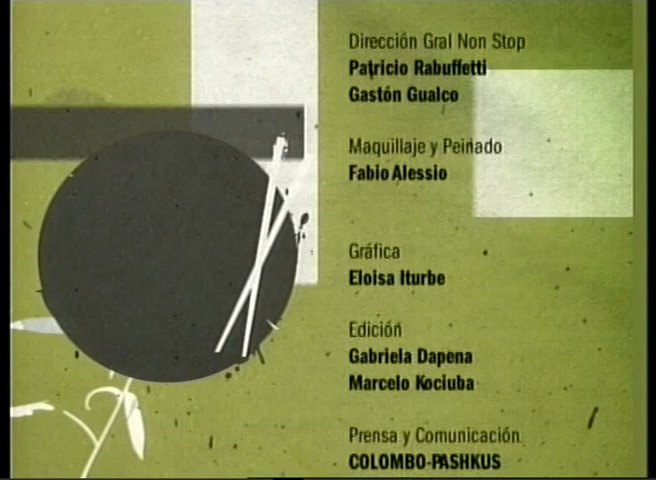 Dirección Gral Non Stop
Patricio Rabuffetti
Gastón Gualco
Maquillaje y Peinado
Fabio Alessio
Gráfica
Eloisa Iturbe
Edición
Gabriela Dapena
Marcelo Kociuba
Prensa y Comunicación
COLOMBO-PASHKUS